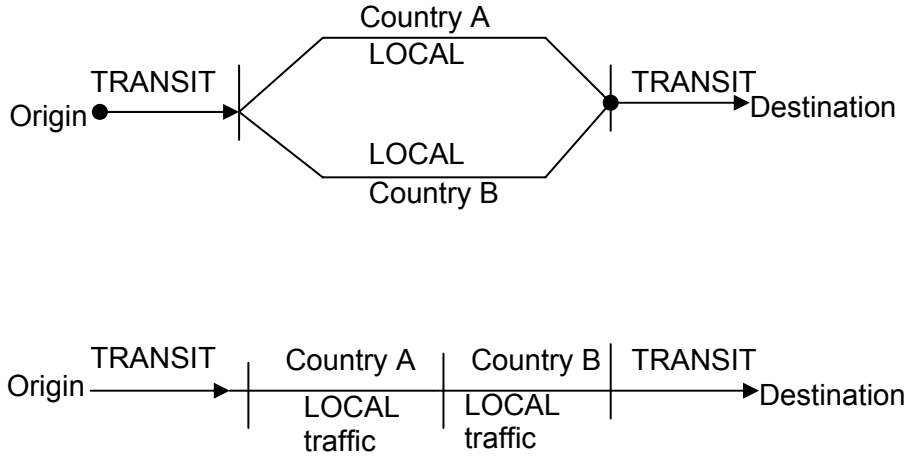 Country A
LOCAL
TRANSIT
TRANSIT
Origin
Destination
LOCAL
Country B
TRANSIT
Country A
Country B
TRANSIT
Origin
Destination
LOCAL
traffic
LOCAL
traffic